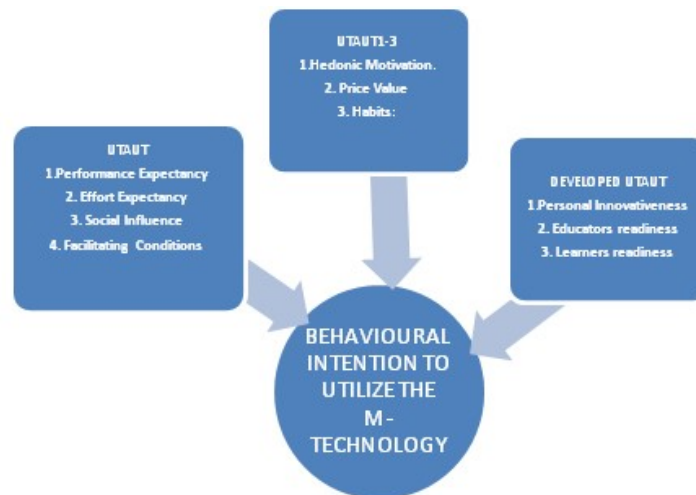 UTAUT1-3
1.Hedonic Motivation.
2. Price Value
3. Habits:
UTAUT
1.Performance Expectancy
2. Effort Expectancy
3. Social Influence
4. Facilitating Conditions
DEVELOPED UTAUT
1.Personal Innovativeness
2. Educators readiness
3. Learners readiness
BEHAVIOURAL
INTENTION TO
UTILIZE THE
M -
TECHNOLOGY